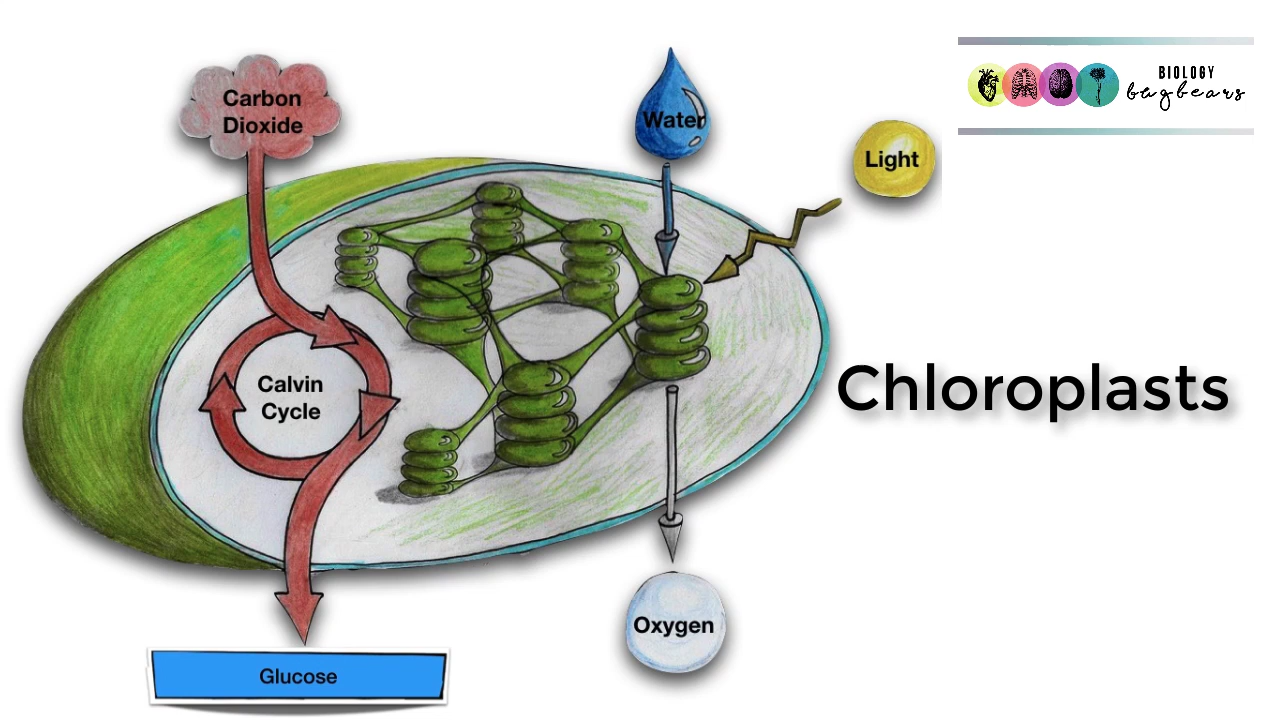 Carbon
Dioxide
Water
Light
BIOLOGY
bugbears
Calvin
Cycle
Chloroplasts
Oxygen
Glucose